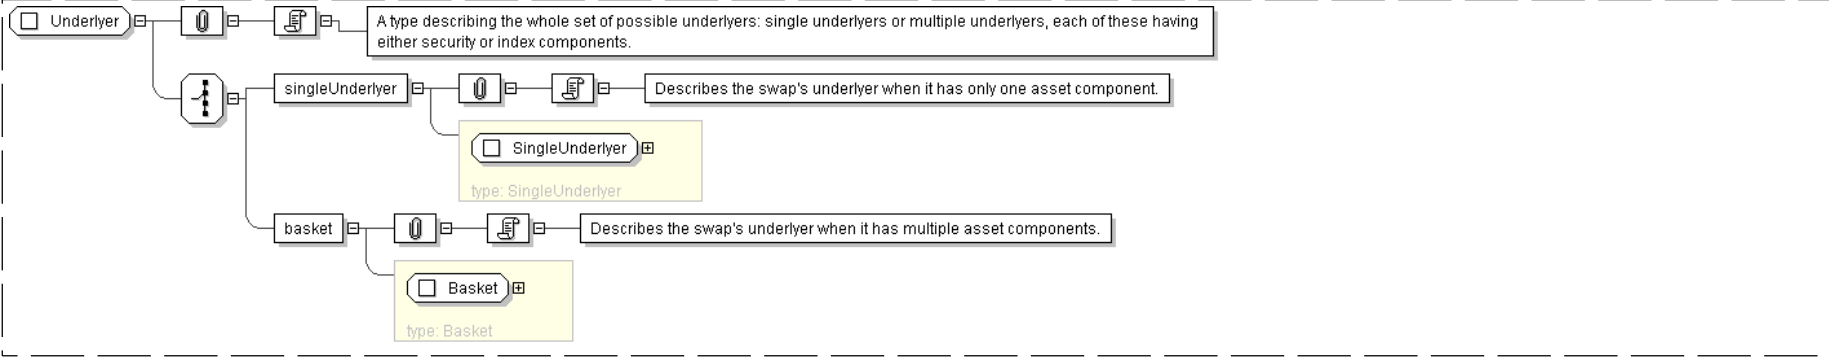 Underlyer
A type describing the whole set of possible underlyers: single underlyers or multiple underlyers, each of these having
either security or index components.
singleUnderlyer
Describes the swap's underlyer when it has only one asset component.
SingleUnderlyer
type: SingleUnderlyer
basket
Describes the swap's underlyer when it has multiple asset components.
Basket
type: Basket